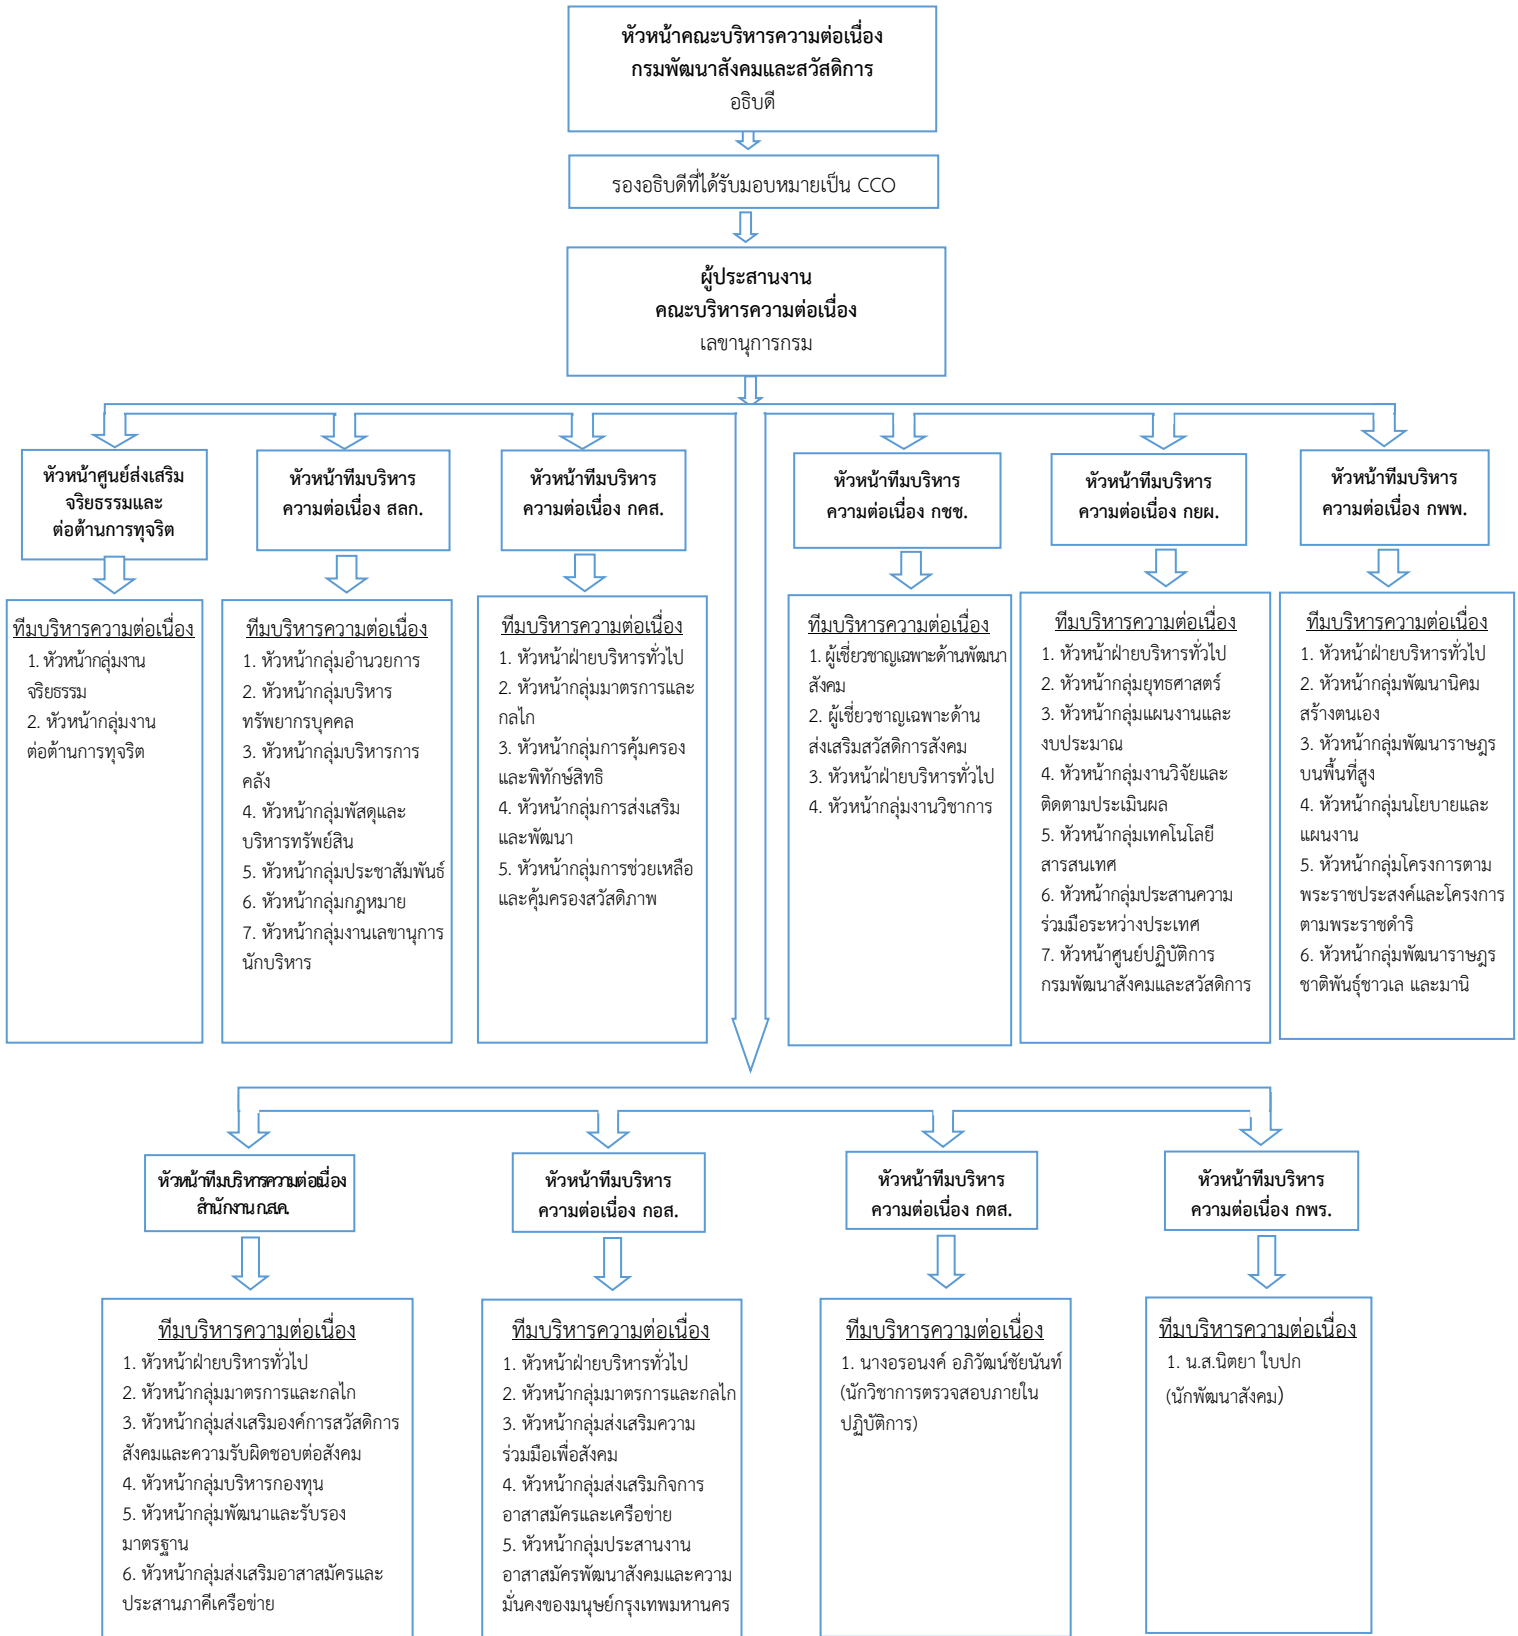 หัวหน้าคณะบริหารความต่อเนื่อง
กรมพัฒนาสังคมและสวัสดิการ
อธิบดี
รองอธิบดีที่ได้รับมอบหมายเป็น CCO
ผู้ประสานงาน
คณะบริหารความต่อเนื่อง
เลขานุการกรม
หัวหน้าศูนย์ส่งเสริม
จริยธรรมและ
ต่อต้านการทุจริต
หัวหน้าทีมบริหาร
ความต่อเนื่อง สลก.
หัวหน้าทีมบริหาร
ความต่อเนื่อง กคส.
หัวหน้าทีมบริหาร
ความต่อเนื่อง กชช.
หัวหน้าทีมบริหาร
ความต่อเนื่อง กยผ.
หัวหน้าทีมบริหาร
ความต่อเนื่อง กพพ.
ทีมบริหารความต่อเนื่อง
1. หัวหน้ากลุ่มงาน
จริยธรรม
2. หัวหน้ากลุ่มงาน
ต่อต้านการทุจริต
ทีมบริหารความต่อเนื่อง
1. หัวหน้ากลุ่มอำนวยการ
2. หัวหน้ากลุ่มบริหาร
ทรัพยากรบุคคล
3. หัวหน้ากลุ่มบริหารการ
คลัง
4. หัวหน้ากลุ่มพัสดุและ
บริหารทรัพย์สิน
5. หัวหน้ากลุ่มประชาสัมพันธ์
6. หัวหน้ากลุ่มกฎหมาย
7. หัวหน้ากลุ่มงานเลขานุการ
นักบริหาร
ทีมบริหารความต่อเนื่อง
1. หัวหน้าฝ่ายบริหารทั่วไป
2. หัวหน้ากลุ่มมาตรการและ
กลไก
3. หัวหน้ากลุ่มการคุ้มครอง
และพิทักษ์สิทธิ
4. หัวหน้ากลุ่มการส่งเสริม
และพัฒนา
5. หัวหน้ากลุ่มการช่วยเหลือ
และคุ้มครองสวัสดิภาพ
ทีมบริหารความต่อเนื่อง
1. ผู้เชี่ยวชาญเฉพาะด้านพัฒนา
สังคม
2. ผู้เชี่ยวชาญเฉพาะด้าน
ส่งเสริมสวัสดิการสังคม
3. หัวหน้าฝ่ายบริหารทั่วไป
4. หัวหน้ากลุ่มงานวิชาการ
ทีมบริหารความต่อเนื่อง
1. หัวหน้าฝ่ายบริหารทั่วไป
2. หัวหน้ากลุ่มยุทธศาสตร์
3. หัวหน้ากลุ่มแผนงานและ
งบประมาณ
4. หัวหน้ากลุ่มงานวิจัยและ
ติดตามประเมินผล
5. หัวหน้ากลุ่มเทคโนโลยี
สารสนเทศ
6. หัวหน้ากลุ่มประสานความ
ร่วมมือระหว่างประเทศ
7. หัวหน้าศูนย์ปฏิบัติการ
กรมพัฒนาสังคมและสวัสดิการ
ทีมบริหารความต่อเนื่อง
1. หัวหน้าฝ่ายบริหารทั่วไป
2. หัวหน้ากลุ่มพัฒนานิคม
สร้างตนเอง
3. หัวหน้ากลุ่มพัฒนาราษฎร
บนพื้นที่สูง
4. หัวหน้ากลุ่มนโยบายและ
แผนงาน
5. หัวหน้ากลุ่มโครงการตาม
พระราชประสงค์และโครงการ
ตามพระราชดำริ
6. หัวหน้ากลุ่มพัฒนาราษฎร
ชาติพันธุ์ชาวเล และมานิ
หัวหน้าทีมบริหารความต่อเนื่อง
สำนักงาน ก.ส.ค.
หัวหน้าทีมบริหาร
ความต่อเนื่อง กอส.
หัวหน้าทีมบริหาร
ความต่อเนื่อง กตส.
หัวหน้าทีมบริหาร
ความต่อเนื่อง กพร.
ทีมบริหารความต่อเนื่อง
1. หัวหน้าฝ่ายบริหารทั่วไป
2. หัวหน้ากลุ่มมาตรการและกลไก
3. หัวหน้ากลุ่มส่งเสริมองค์การสวัสดิการ
สังคมและความรับผิดชอบต่อสังคม
4. หัวหน้ากลุ่มบริหารกองทุน
5. หัวหน้ากลุ่มพัฒนาและรับรอง
มาตรฐาน
6. หัวหน้ากลุ่มส่งเสริมอาสาสมัครและ
ประสานภาคีเครือข่าย
ทีมบริหารความต่อเนื่อง
1. หัวหน้าฝ่ายบริหารทั่วไป
2. หัวหน้ากลุ่มมาตรการและกลไก
3. หัวหน้ากลุ่มส่งเสริมความ
ร่วมมือเพื่อสังคม
4. หัวหน้ากลุ่มส่งเสริมกิจการ
อาสาสมัครและเครือข่าย
5. หัวหน้ากลุ่มประสานงาน
อาสาสมัครพัฒนาสังคมและความ
มั่นคงของมนุษย์กรุงเทพมหานคร
ทีมบริหารความต่อเนื่อง
1. นางอรอนงค์ อภิวัฒน์ชัยนันท์
(นักวิชาการตรวจสอบภายใน
ปฏิบัติการ)
ทีมบริหารความต่อเนื่อง
1. น.ส.นิตยา ใบปก
(นักพัฒนาสังคม)